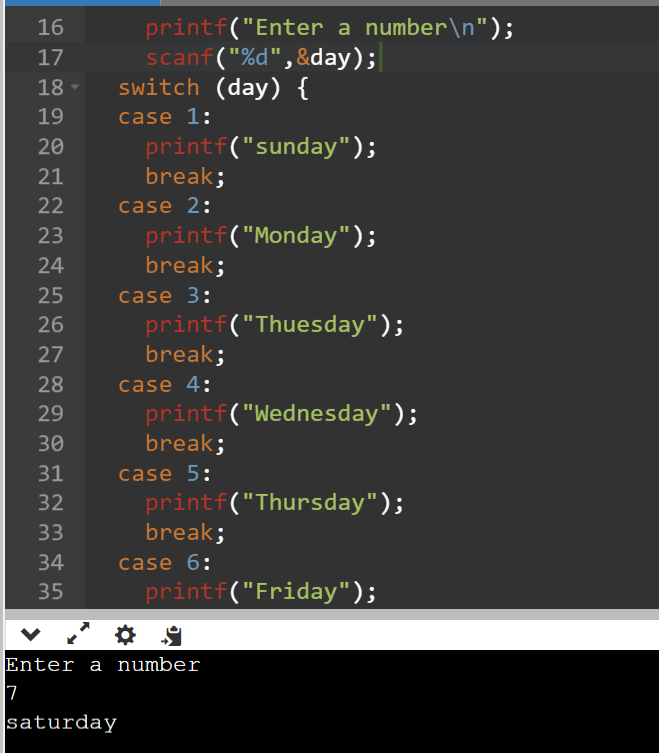 16 printf("Enter a number\n");
17 scanf("%d",&day);
18 switch (day) {
19 case 1:
20 printf("sunday");
21 break;
22 case 2:
23 printf("Monday");
24 break;
25 case 3:
26 printf("Thuesday");
27 break;
28 case 4:
29 printf("Wednesday");
30 break;
31 case 5:
32 printf("Thursday");
33 break;
34 case 6:
35 printf("Friday");
Enter a number
7
saturday